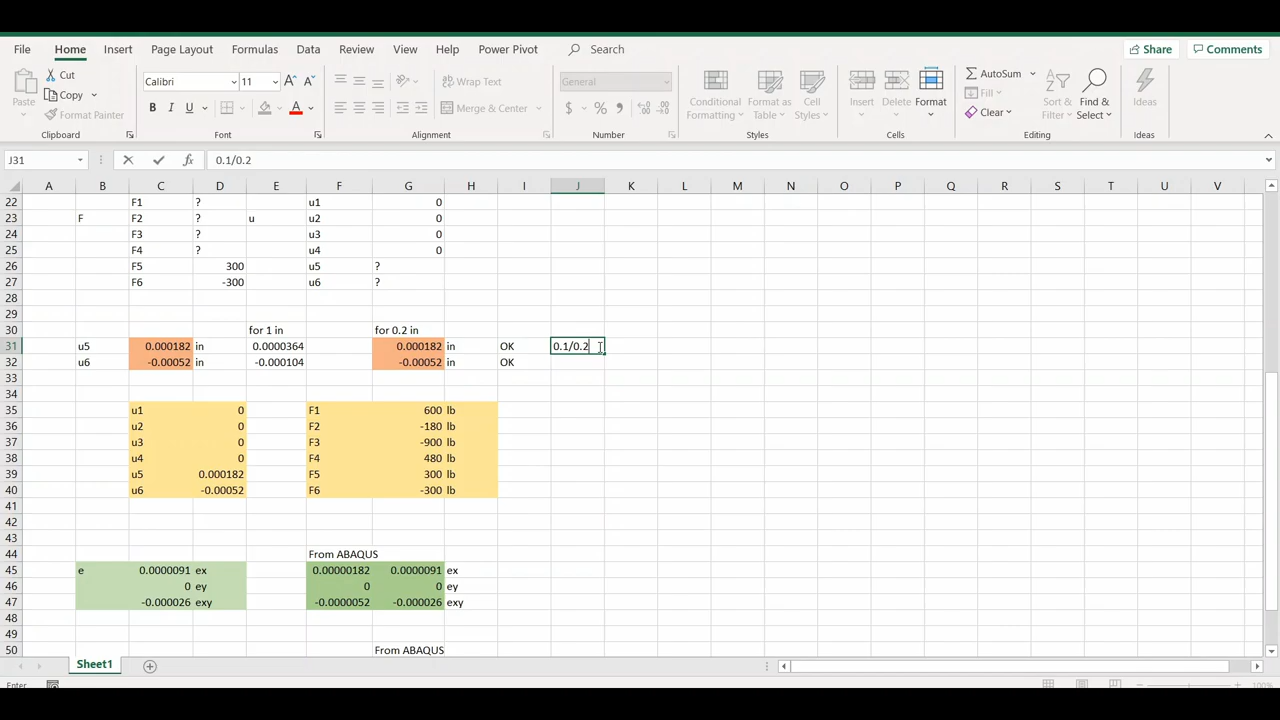 File Home Insert Page Layout Formulas Data Review View Help Power Pivot Search Share Comments
Cut
Copy
Format Painter
Paste
Clipboard
Calibri 11
B I U
Font
Wrap Text
Merge & Center
Alignment
General
$ % ,
Number
Conditional Formatting
Format as Table
Cell Styles
Styles
Insert
Delete
Format
Cells
AutoSum
Fill
Clear
Sort & Filter
Find & Select
Editing
Ideas
Ideas
J31 fx 0.1/0.2
A B C D E F G H I J K L M N O P Q R S T U V
22 F1 ? u1 0
23 F F2 ? u u2 0
24 F3 ? u3 0
25 F4 ? u4 0
26 F5 300 u5 ?
27 F6 -300 u6 ?
28
29
30 for 1 in for 0.2 in
31 u5 0.000182 in 0.0000364 0.000182 in OK 0.1/0.2
32 u6 -0.00052 in -0.000104 -0.00052 in OK
33
34
35 u1 0 F1 600 lb
36 u2 0 F2 -180 lb
37 u3 0 F3 -900 lb
38 u4 0 F4 480 lb
39 u5 0.000182 F5 300 lb
40 u6 -0.00052 F6 -300 lb
41
42
43
44 From ABAQUS
45 e 0.0000091 ex 0.00000182 0.0000091 ex
46 0 ey 0 0 ey
47 -0.000026 exy -0.0000052 -0.000026 exy
48
49
50 From ABAQUS
Sheet1
Enter 100%